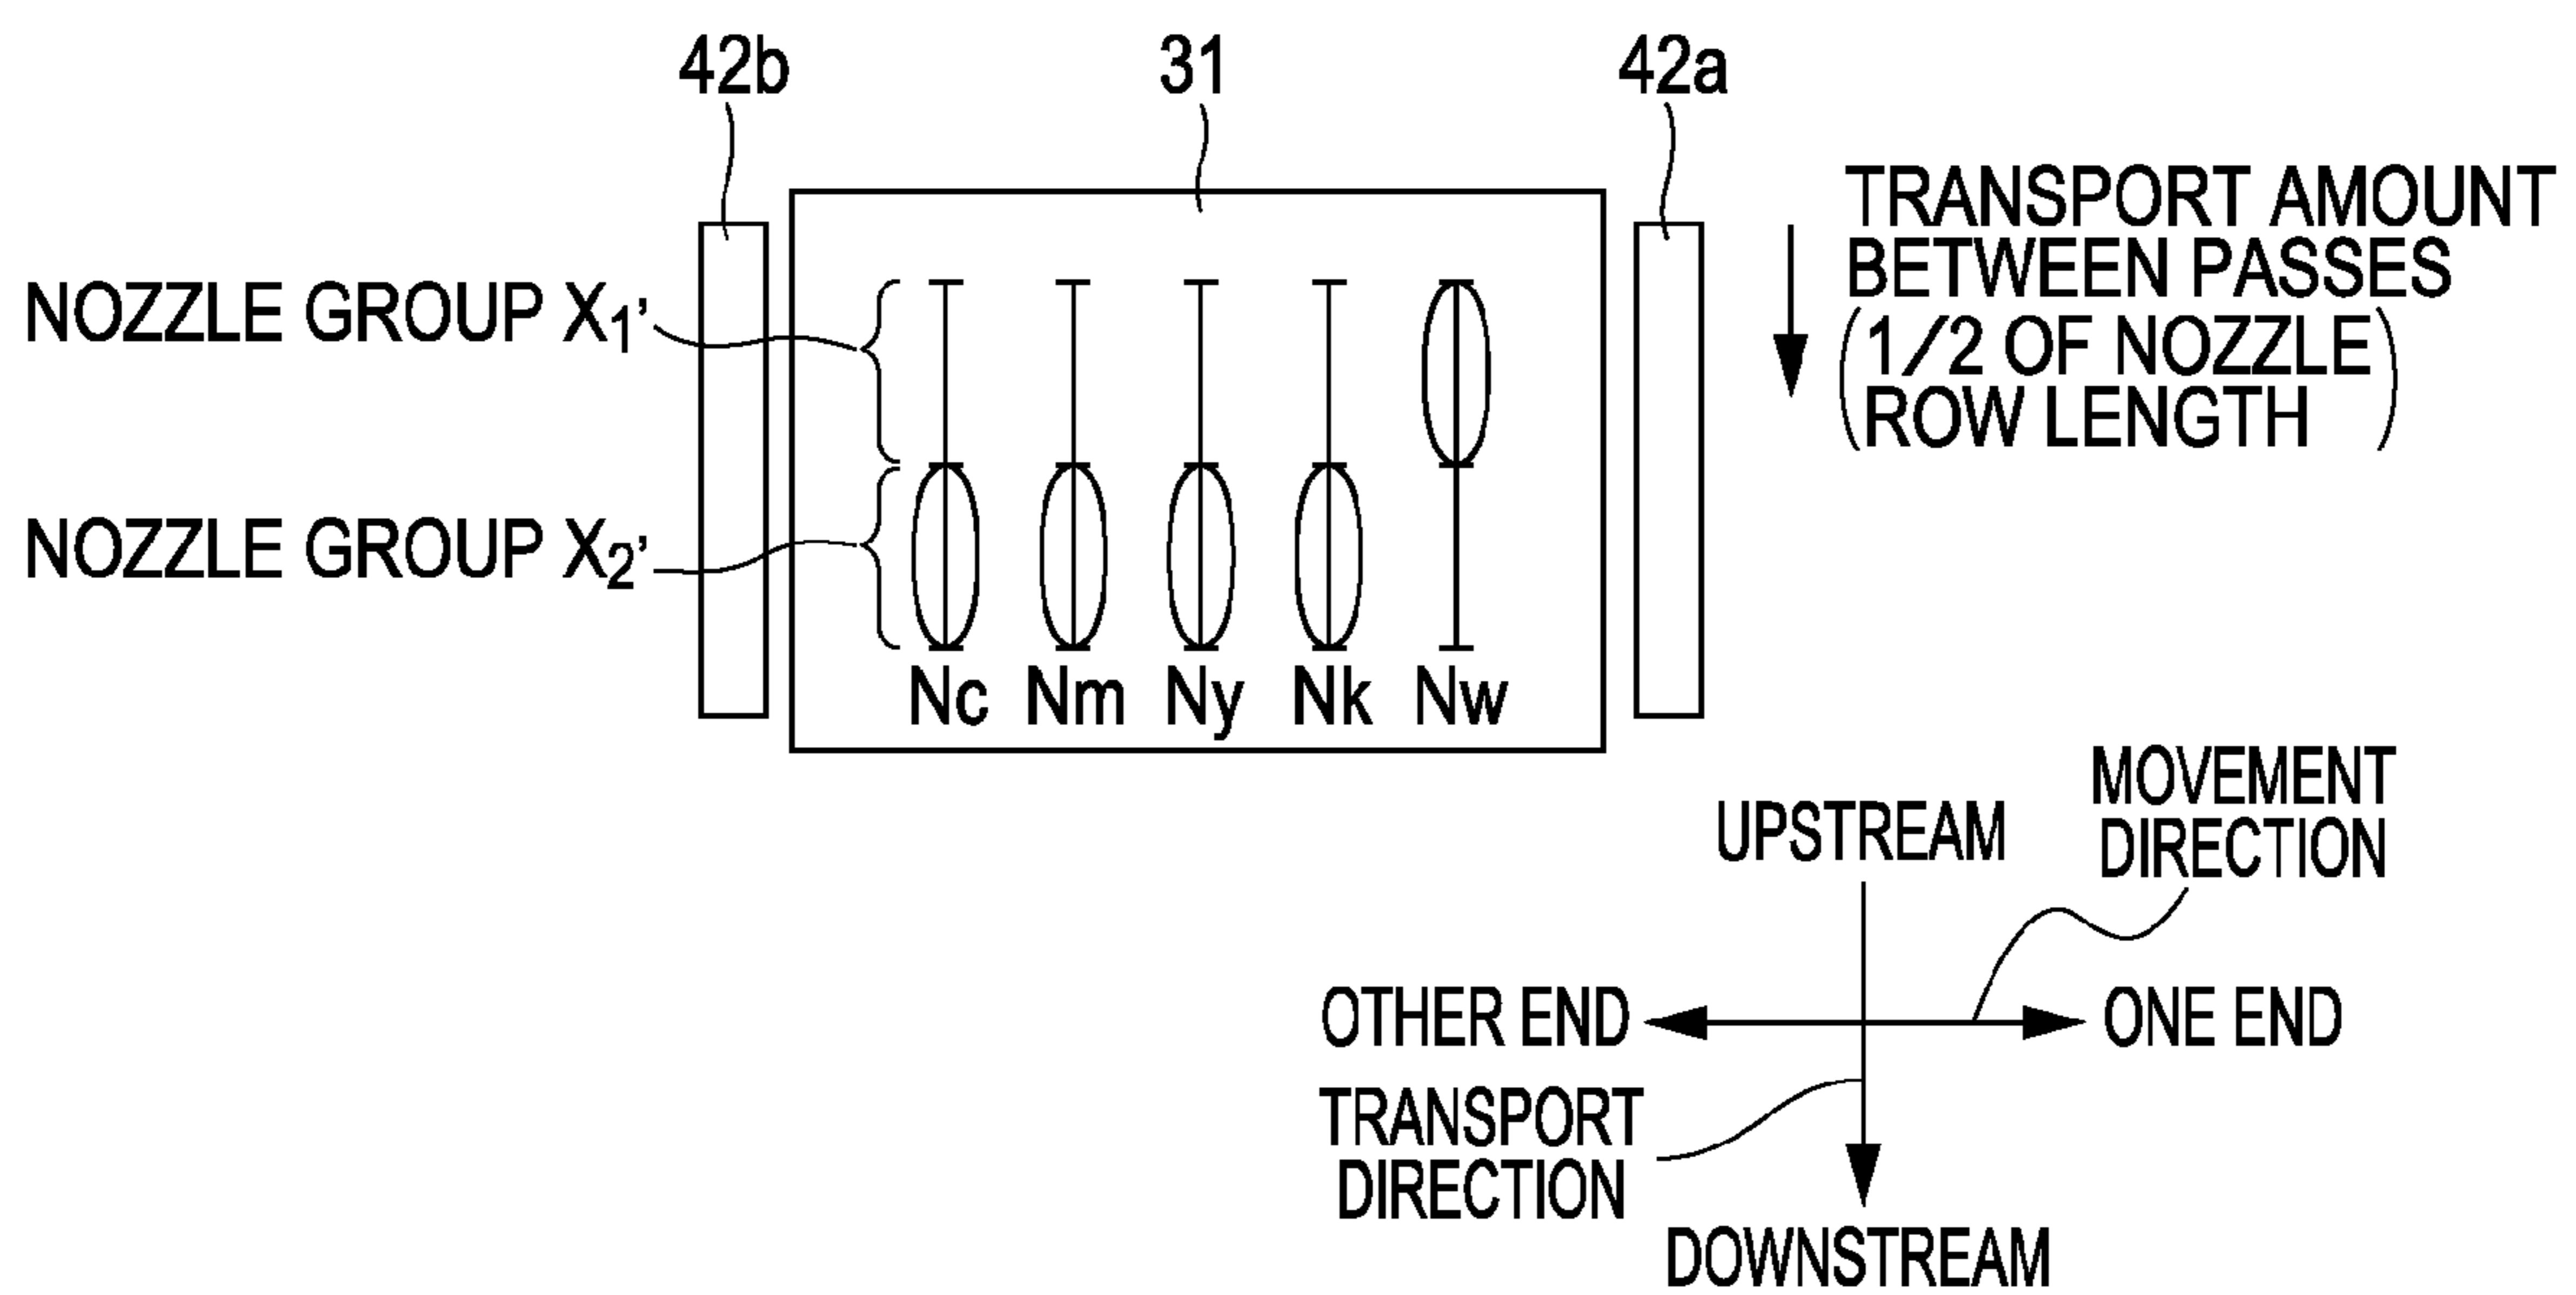 42b 31 42a
TRANSPORT AMOUNT
BETWEEN PASSES
(1/2 OF NOZZLE
ROW LENGTH)
NOZZLE GROUP X1'
NOZZLE GROUP X2'
Nc Nm Ny Nk Nw
MOVEMENT
DIRECTION
UPSTREAM
OTHER END
ONE END
TRANSPORT
DIRECTION
DOWNSTREAM